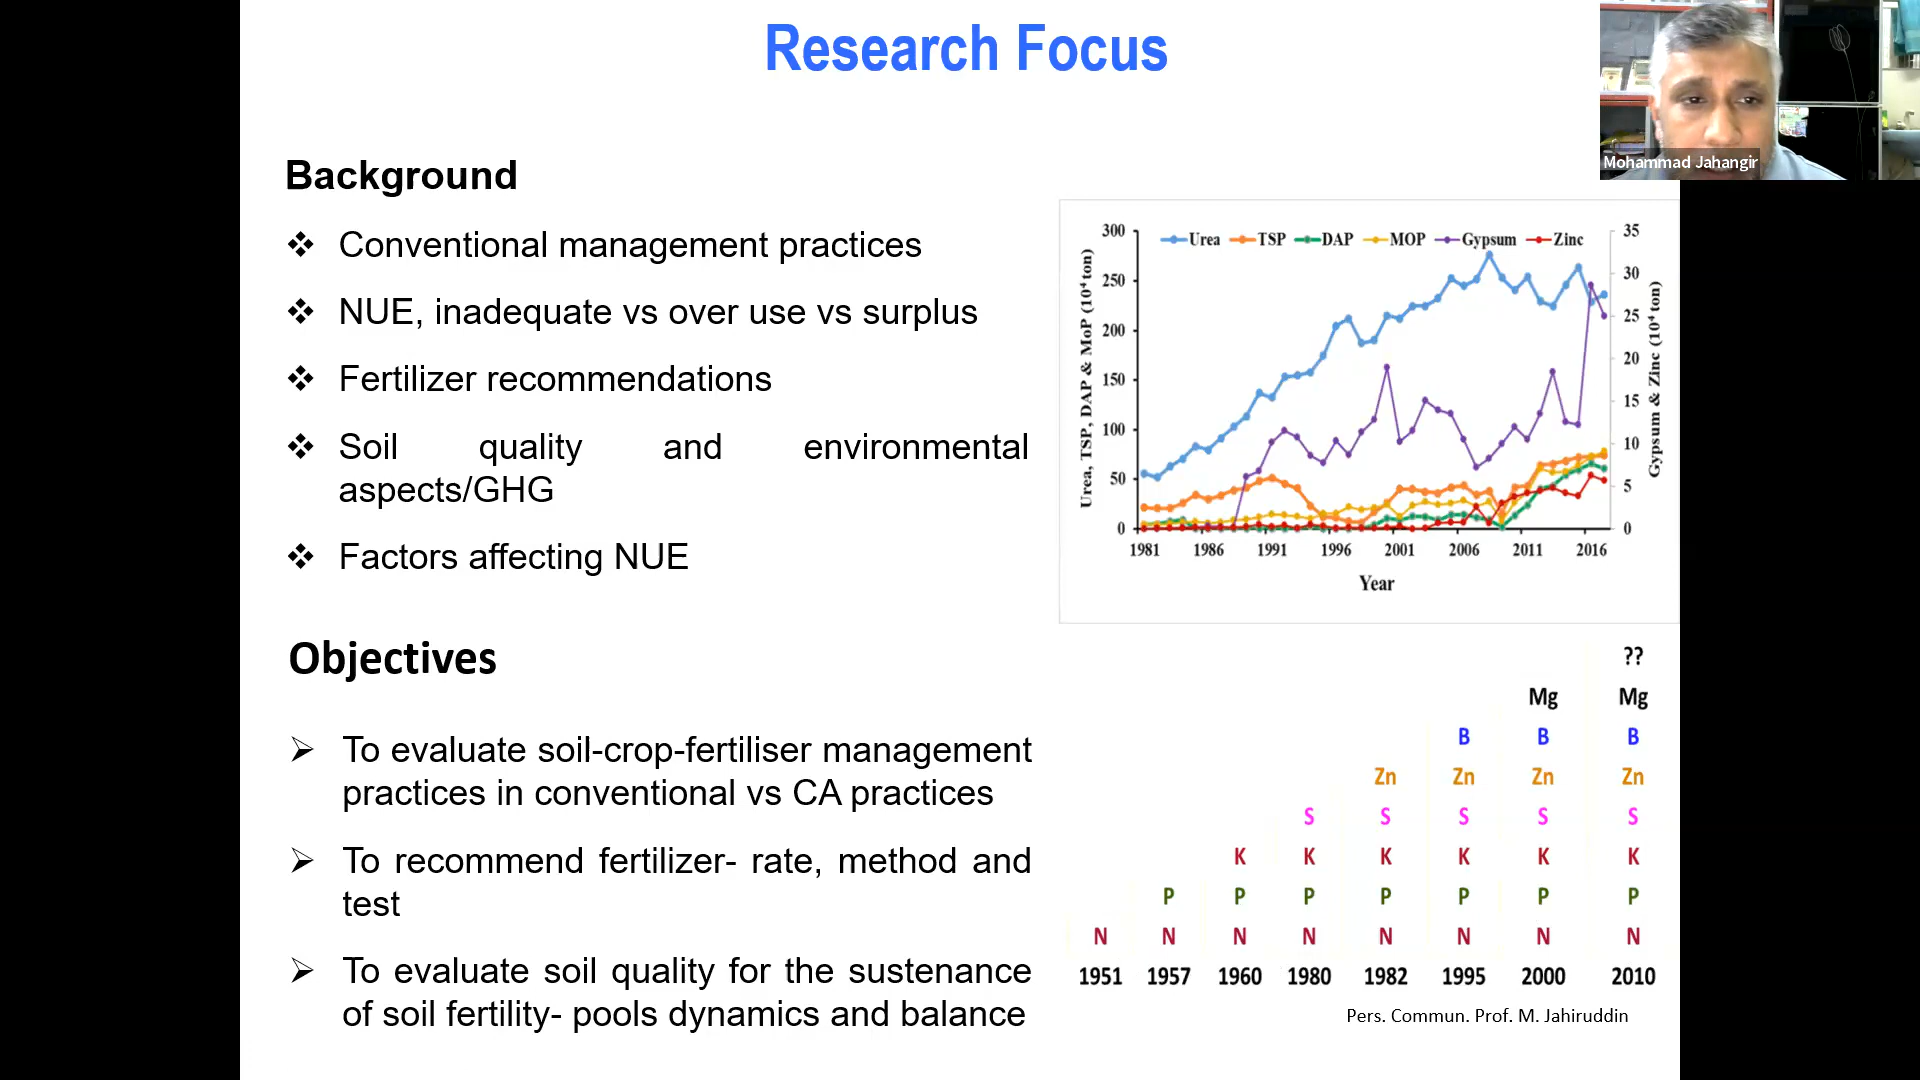 Research Focus
Mohammad Jahangir
Background
❖ Conventional management practices
❖ NUE, inadequate vs over use vs surplus
❖ Fertilizer recommendations
❖ Soil quality and environmental
aspects/GHG
❖ Factors affecting NUE
Objectives
➢ To evaluate soil-crop-fertiliser management
practices in conventional vs CA practices
➢ To recommend fertilizer- rate, method and
test
➢ To evaluate soil quality for the sustenance
of soil fertility- pools dynamics and balance
Urea TSP DAP MOP Gypsum Zinc
Urea, TSP, DAP & MoP (10⁴ ton)
300
250
200
150
100
50
0
35
30
25
20
15
10
5
0
Gypsum & Zinc (10⁴ ton)
1981 1986 1991 1996 2001 2006 2011 2016
Year
??
Mg Mg
B B B
Zn Zn Zn Zn
S S S S S
K K K K K K
P P P P P P P
N N N N N N N N
1951 1957 1960 1980 1982 1995 2000 2010
Pers. Commun. Prof. M. Jahiruddin